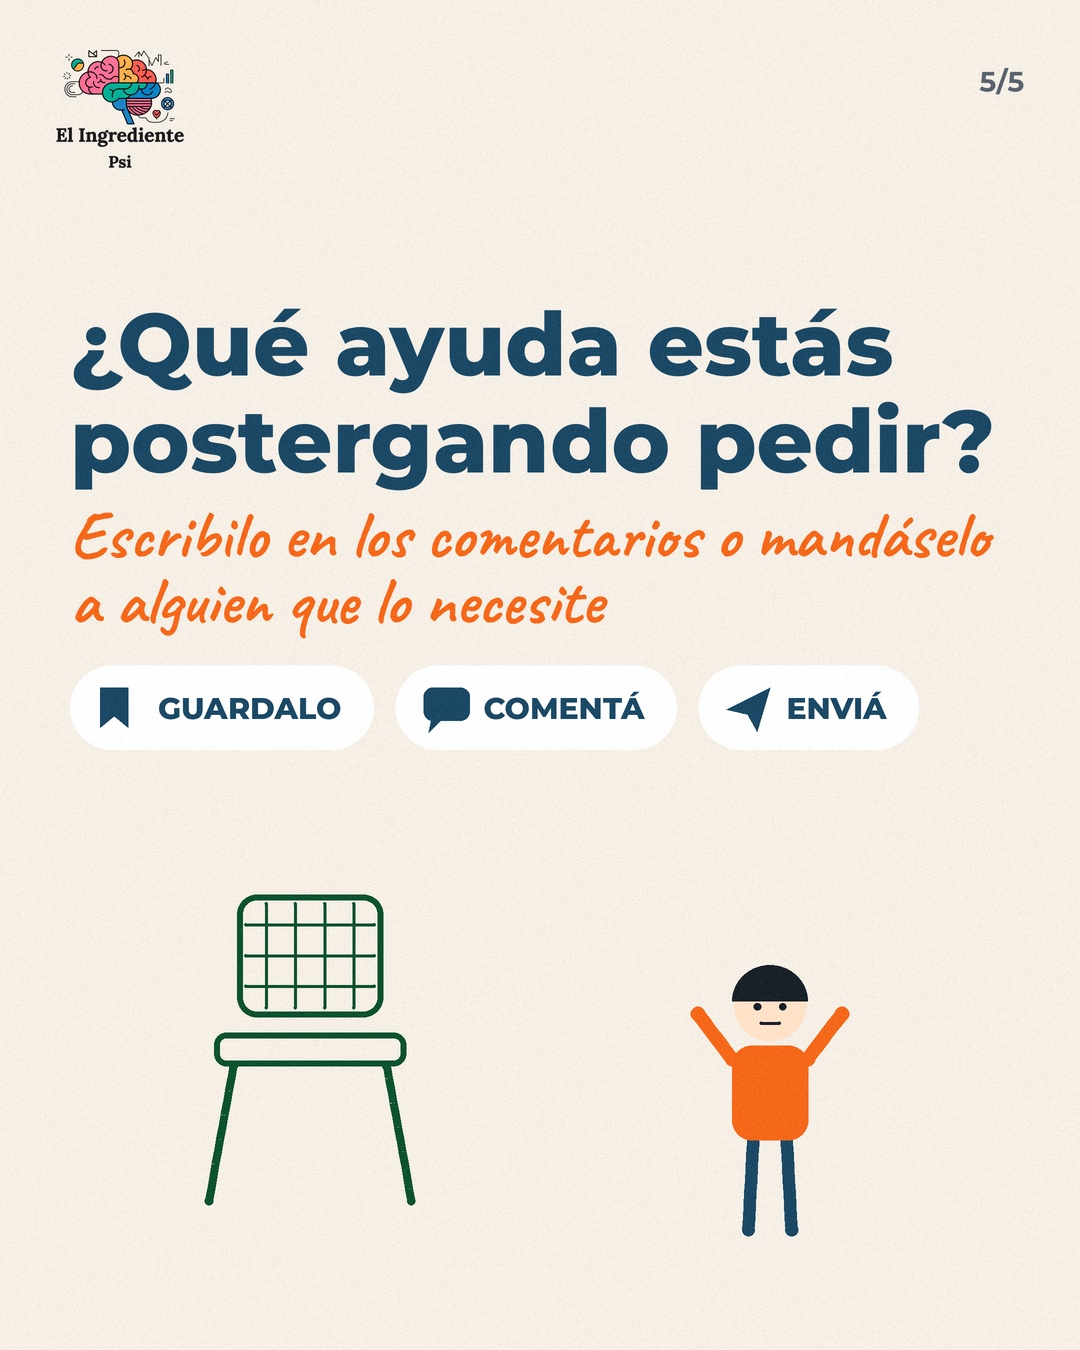 El Ingrediente
Psi
5/5
¿Qué ayuda estás
postergando pedir?
Escribilo en los comentarios o mandáselo
a alguien que lo necesite
GUARDALO
COMENTÁ
ENVIÁ